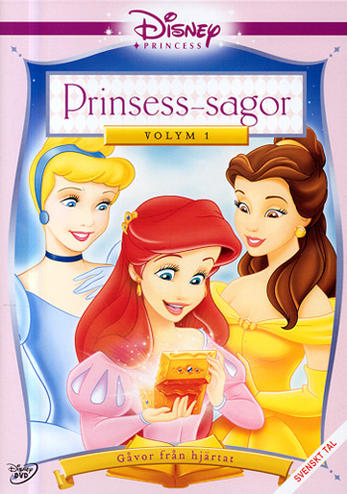 Disney
PRINCESS
Prinsess-sagor
VOLYM 1
Gåvor från hjärtat
Disney
DVD
SVENSKT TAL